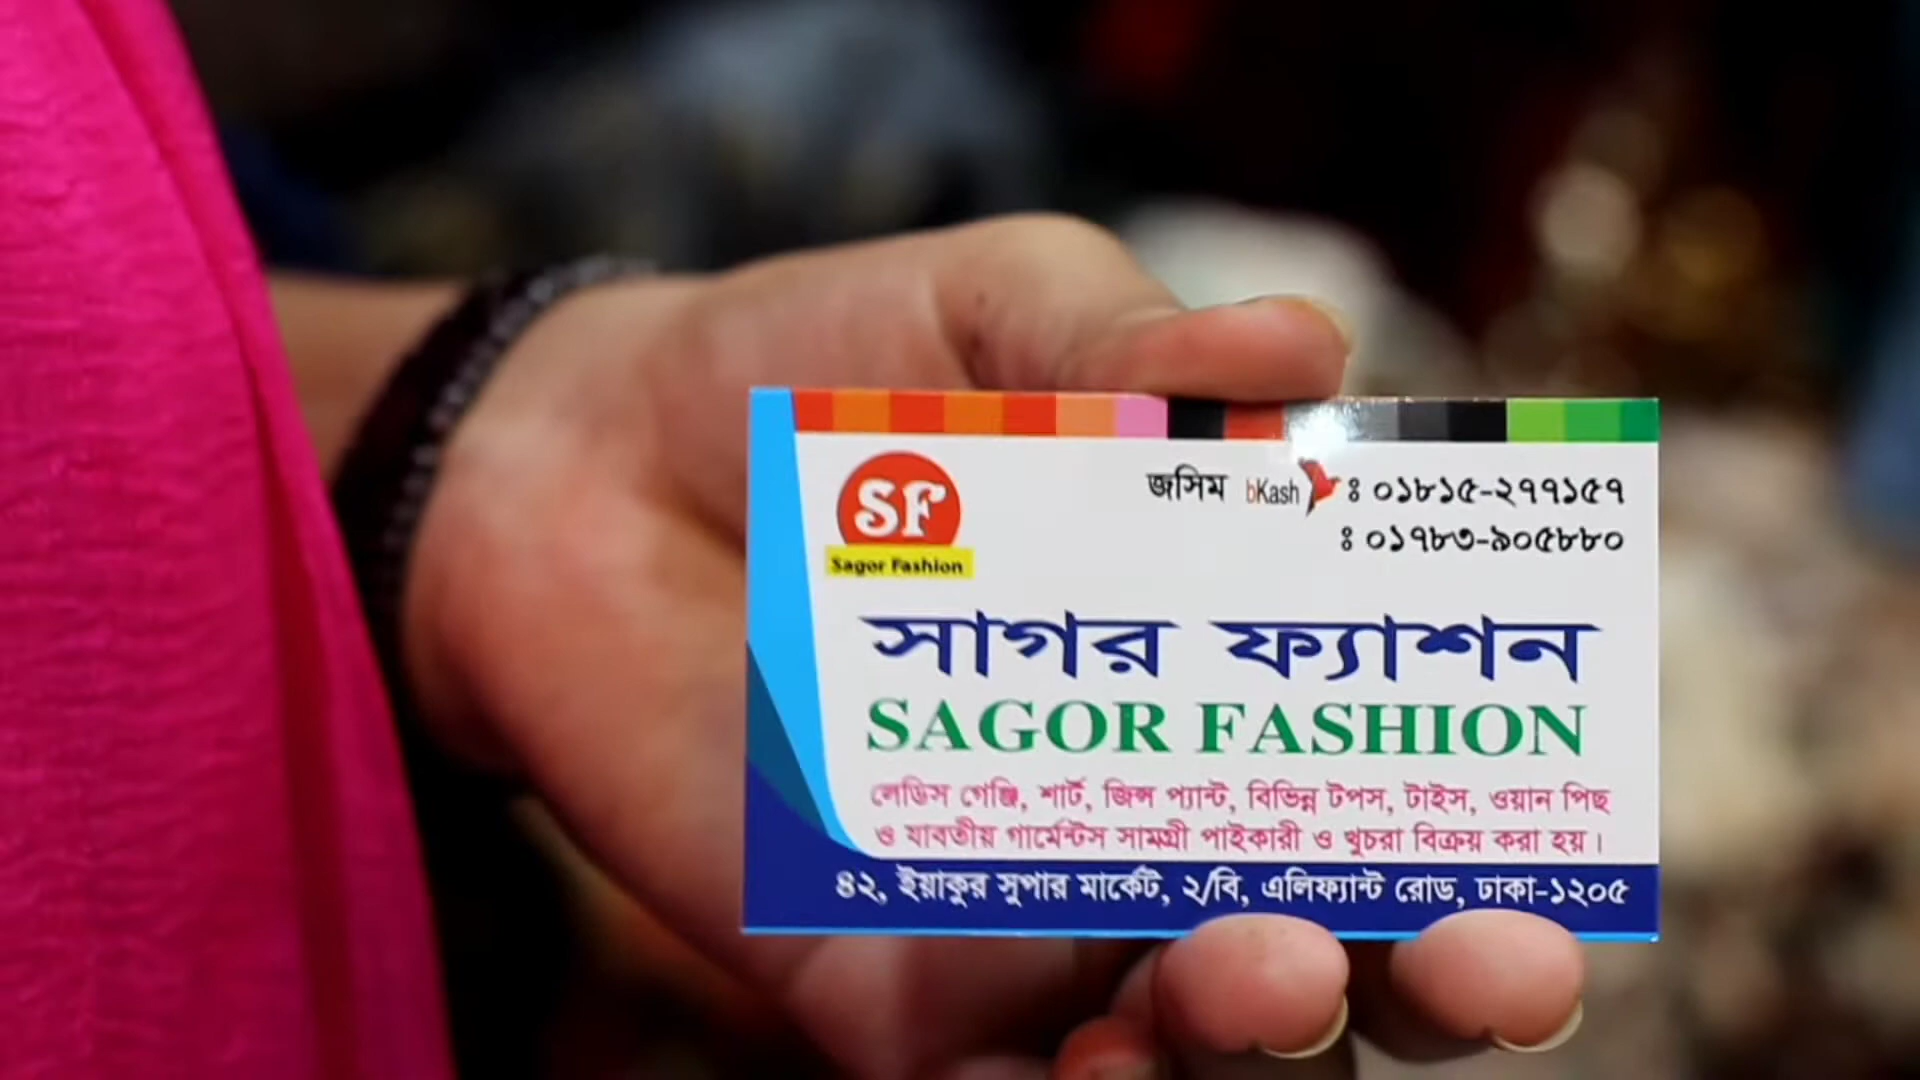 SF
Sagor Fashion
জসিম bKash : ০১৮১৫-২৭৭১৫৭
: ০১৭৮৩-৯০৫৮৮০
সাগর ফ্যাশন
SAGOR FASHION
লেডিস গেঞ্জি, শার্ট, জিন্স প্যান্ট, বিভিন্ন টপস, টাইস, ওয়ান পিছ
ও যাবতীয় গার্মেন্টস সামগ্রী পাইকারী ও খুচরা বিক্রয় করা হয়।
৪২, ইয়াকুর সুপার মার্কেট, ২/বি, এলিফ্যান্ট রোড, ঢাকা-১২০৫